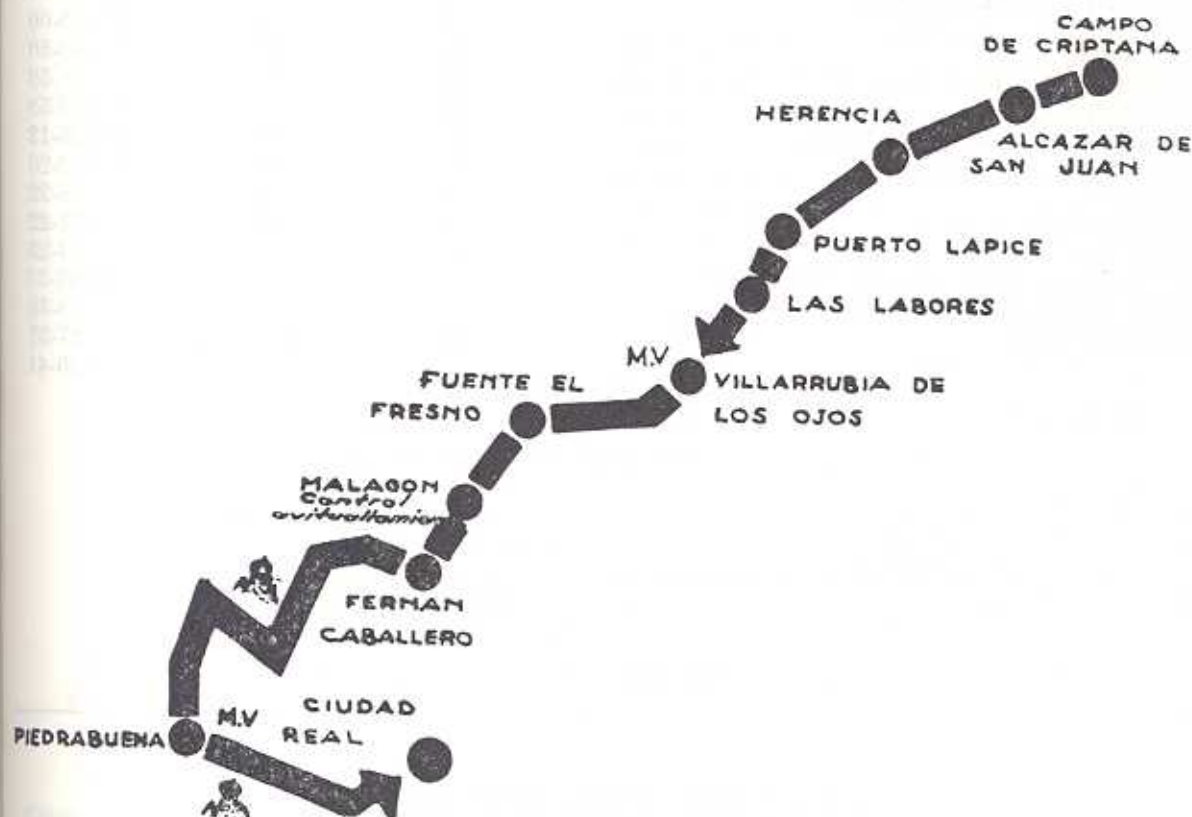 CAMPO
DE CRIPTANA
HERENCIA
ALCAZAR DE
SAN JUAN
PUERTO LAPICE
LAS LABORES
M.V
VILLARRUBIA DE
LOS OJOS
FUENTE EL
FRESNO
MALAGON
Control
FERNAN
CABALLERO
CIUDAD
REAL
M.V
PIEDRABUENA